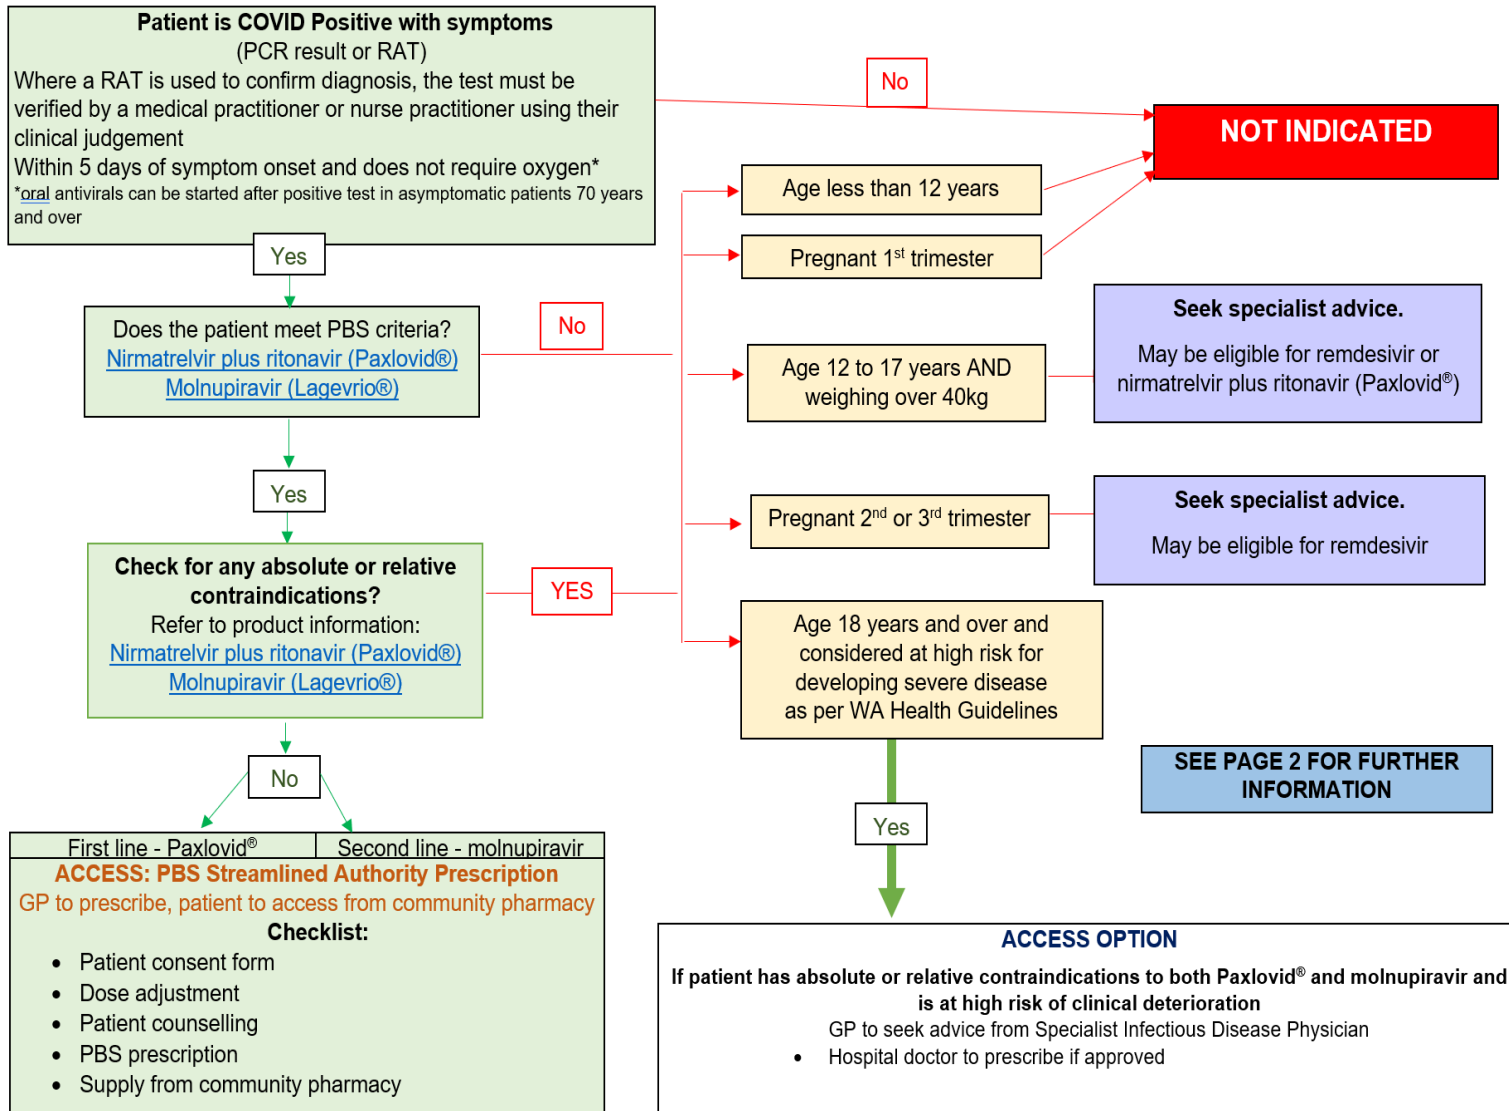 Patient is COVID Positive with symptoms
(PCR result or RAT)
Where a RAT is used to confirm diagnosis, the test must be
verified by a medical practitioner or nurse practitioner using their
clinical judgement
Within 5 days of symptom onset and does not require oxygen*
*oral antivirals can be started after positive test in asymptomatic patients 70 years
and over
No
NOT INDICATED
Yes
Age less than 12 years
Pregnant 1st trimester
Does the patient meet PBS criteria?
Nirmatrelvir plus ritonavir (Paxlovid®)
Molnupiravir (Lagevrio®)
No
Age 12 to 17 years AND
weighing over 40kg
Seek specialist advice.
May be eligible for remdesivir or
nirmatrelvir plus ritonavir (Paxlovid®)
Yes
Pregnant 2nd or 3rd trimester
Seek specialist advice.
May be eligible for remdesivir
Check for any absolute or relative
contraindications?
Refer to product information:
Nirmatrelvir plus ritonavir (Paxlovid®)
Molnupiravir (Lagevrio®)
YES
Age 18 years and over and
considered at high risk for
developing severe disease
as per WA Health Guidelines
SEE PAGE 2 FOR FURTHER
INFORMATION
No
Yes
First line - Paxlovid®
Second line - molnupiravir
ACCESS: PBS Streamlined Authority Prescription
GP to prescribe, patient to access from community pharmacy
Checklist:
• Patient consent form
• Dose adjustment
• Patient counselling
• PBS prescription
• Supply from community pharmacy
ACCESS OPTION
If patient has absolute or relative contraindications to both Paxlovid® and molnupiravir and
is at high risk of clinical deterioration
GP to seek advice from Specialist Infectious Disease Physician
• Hospital doctor to prescribe if approved